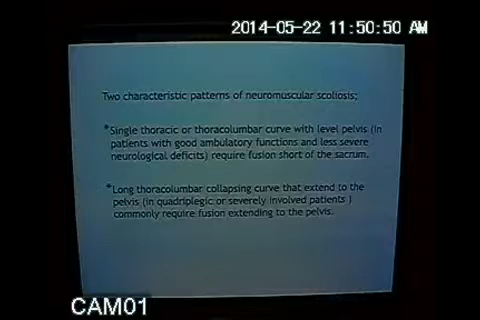 2014-05-22 11:50:50 AM
Two characteristic patterns of neuromuscular scoliosis;
*Single thoracic or thoracolumbar curve with level pelvis (in
patients with good ambulatory functions and less severe
neurological deficits) require fusion short of the sacrum.
*Long thoracolumbar collapsing curve that extend to the
pelvis (in quadriplegic or severely involved patients )
commonly require fusion extending to the pelvis.
CAM01